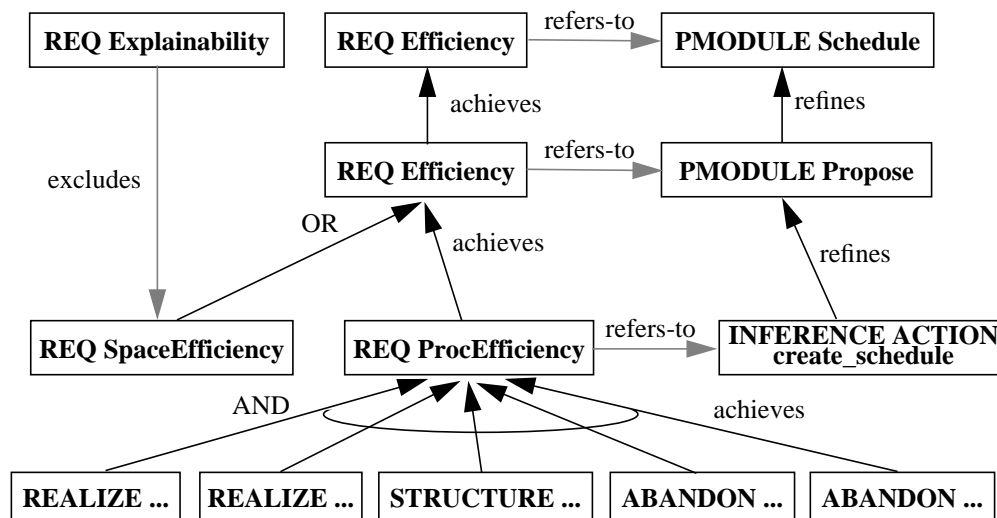 REQ Explainability
REQ Efficiency
refers-to
PMODULE Schedule
achieves
refines
excludes
REQ Efficiency
refers-to
PMODULE Propose
OR
achieves
refines
REQ SpaceEfficiency
REQ ProcEfficiency
refers-to
INFERENCE ACTION
create_schedule
AND
achieves
REALIZE ...
REALIZE ...
STRUCTURE ...
ABANDON ...
ABANDON ...